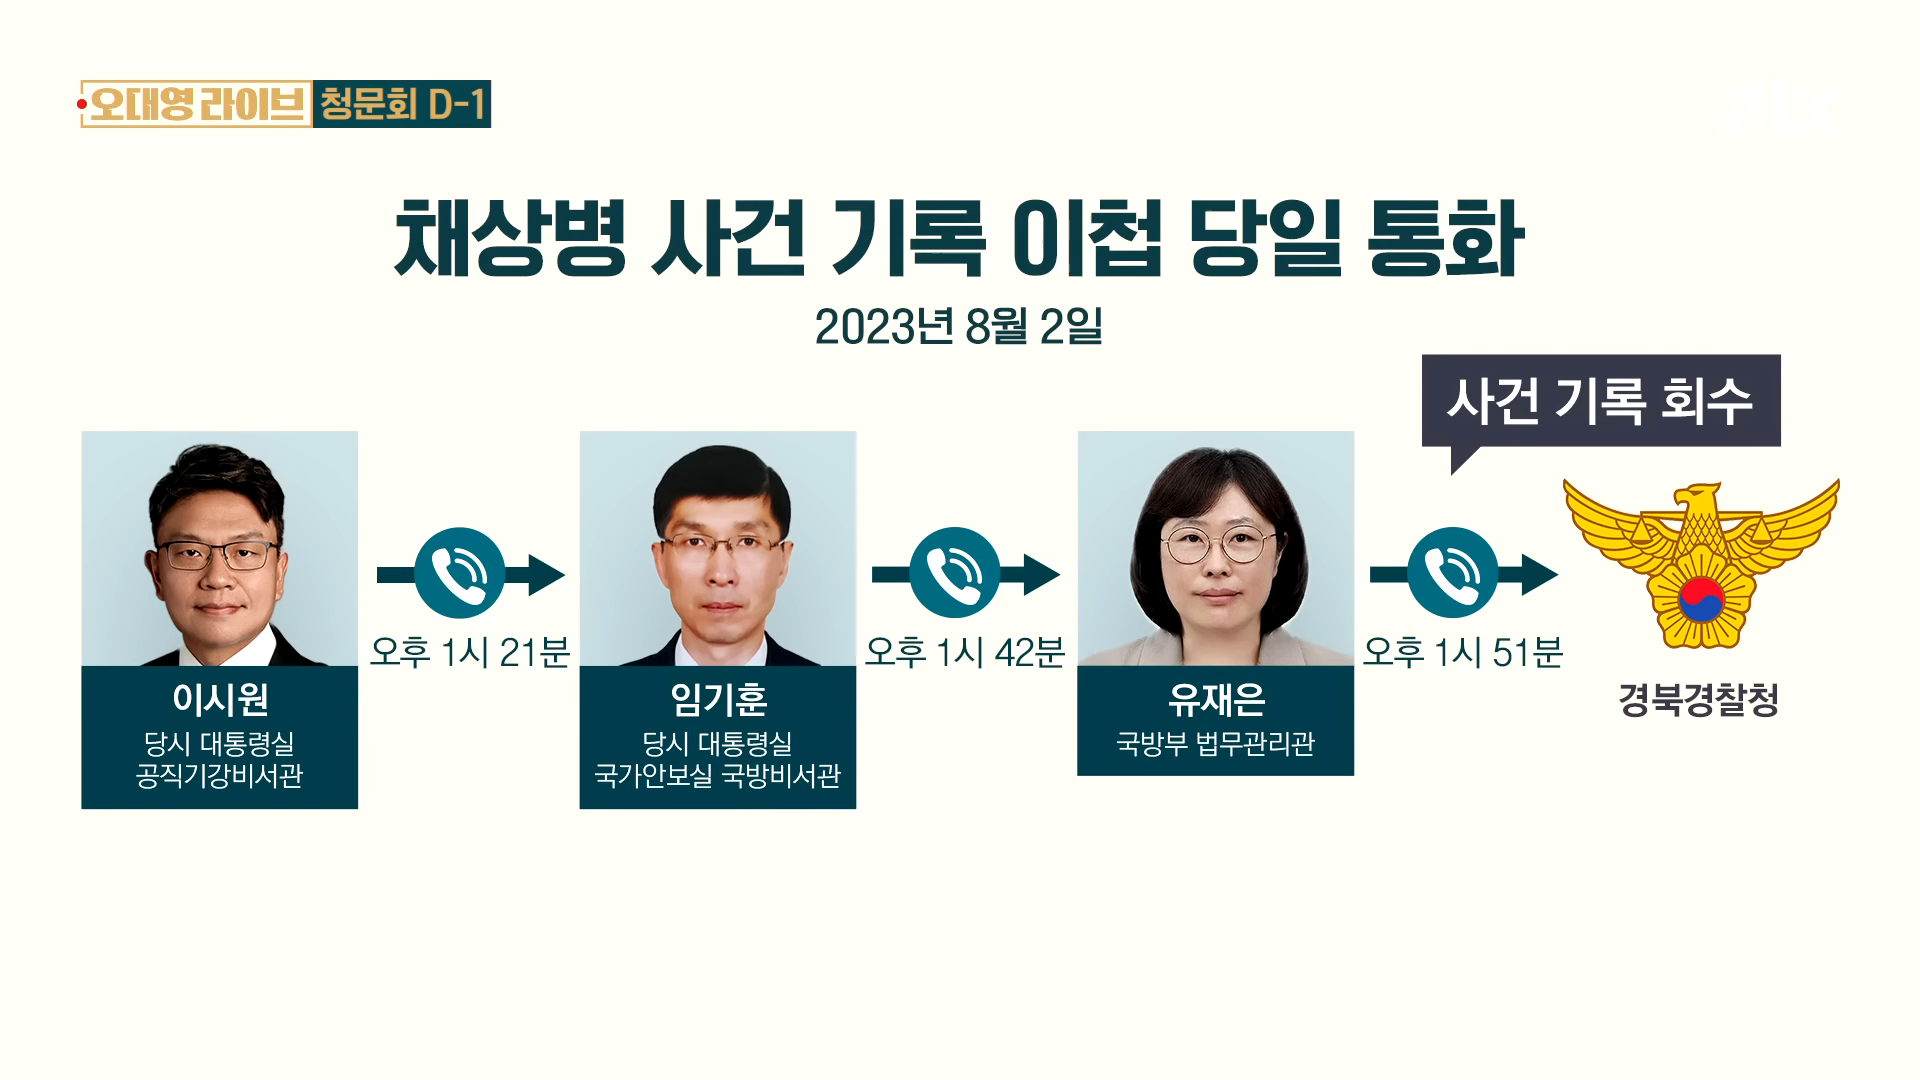 오대영 라이브 청문회 D-1
jtbc
채상병 사건 기록 이첩 당일 통화
2023년 8월 2일
사건 기록 회수
오후 1시 21분
오후 1시 42분
오후 1시 51분
이시원
당시 대통령실
공직기강비서관
임기훈
당시 대통령실
국가안보실 국방비서관
유재은
국방부 법무관리관
경북경찰청